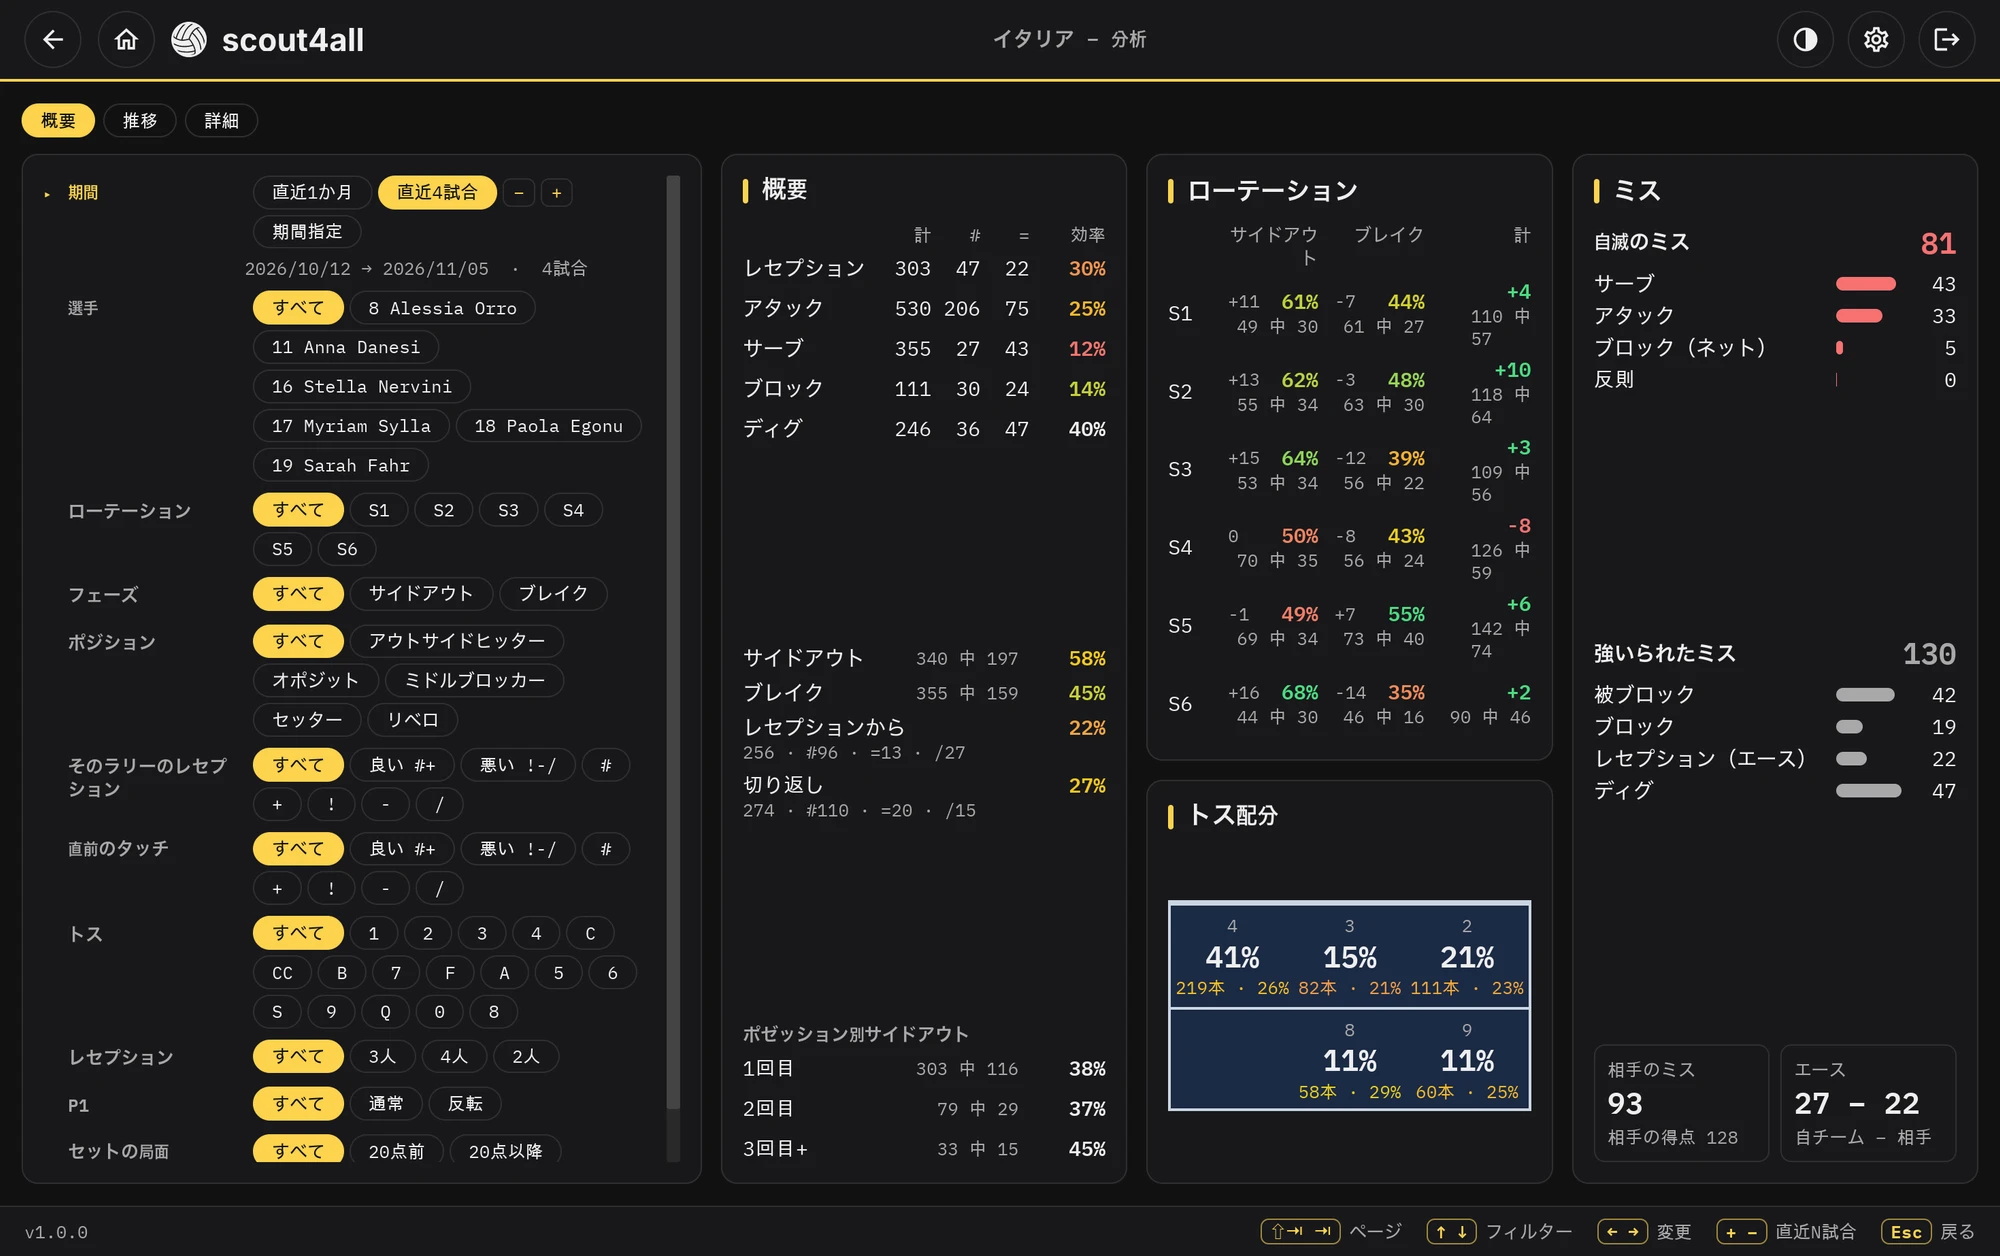 scout4all
イタリア - 分析
概要 推移 詳細
▸ 期間 直近1か月 直近4試合 - +
期間指定
2026/10/12 → 2026/11/05 · 4試合
選手 すべて 8 Alessia Orro
11 Anna Danesi
16 Stella Nervini
17 Myriam Sylla 18 Paola Egonu
19 Sarah Fahr
ローテーション すべて S1 S2 S3 S4
S5 S6
フェーズ すべて サイドアウト ブレイク
ポジション すべて アウトサイドヒッター
オポジット ミドルブロッカー
セッター リベロ
そのラリーのレセプ
ション
すべて 良い #+ 悪い !-/ #
+ ! - /
直前のタッチ すべて 良い #+ 悪い !-/ #
+ ! - /
トス すべて 1 2 3 4 C
CC B 7 F A 5 6
S 9 Q 0 8
レセプション すべて 3人 4人 2人
P1 すべて 通常 反転
セットの局面 すべて 20点前 20点以降
概要
計 # = 効率
レセプション 303 47 22 30%
アタック 530 206 75 25%
サーブ 355 27 43 12%
ブロック 111 30 24 14%
ディグ 246 36 47 40%
サイドアウト 340 中 197 58%
ブレイク 355 中 159 45%
レセプションから 22%
256 · #96 · =13 · /27
切り返し 27%
274 · #110 · =20 · /15
ポゼッション別サイドアウト
1回目 303 中 116 38%
2回目 79 中 29 37%
3回目+ 33 中 15 45%
ローテーション
サイドアウ ブレイク 計
ト
S1 +11 61% -7 44% +4
49 中 30 61 中 27 110 中
57
S2 +13 62% -3 48% +10
55 中 34 63 中 30 118 中
64
S3 +15 64% -12 39% +3
53 中 34 56 中 22 109 中
56
S4 0 50% -8 43% -8
70 中 35 56 中 24 126 中
59
S5 -1 49% +7 55% +6
69 中 34 73 中 40 142 中
74
S6 +16 68% -14 35% +2
44 中 30 46 中 16 90 中 46
トス配分
4 3 2
41% 15% 21%
219本 · 26% 82本 · 21% 111本 · 23%
8 9
11% 11%
58本 · 29% 60本 · 25%
ミス
自滅のミス 81
サーブ 43
アタック 33
ブロック（ネット） 5
反則 0
強いられたミス 130
被ブロック 42
ブロック 19
レセプション（エース） 22
ディグ 47
相手のミス
93
相手の得点 128
エース
27 – 22
自チーム – 相手
v1.0.0
⇧⇥ ⇥ ページ ↑ ↓ フィルター ← → 変更 + - 直近N試合 Esc 戻る